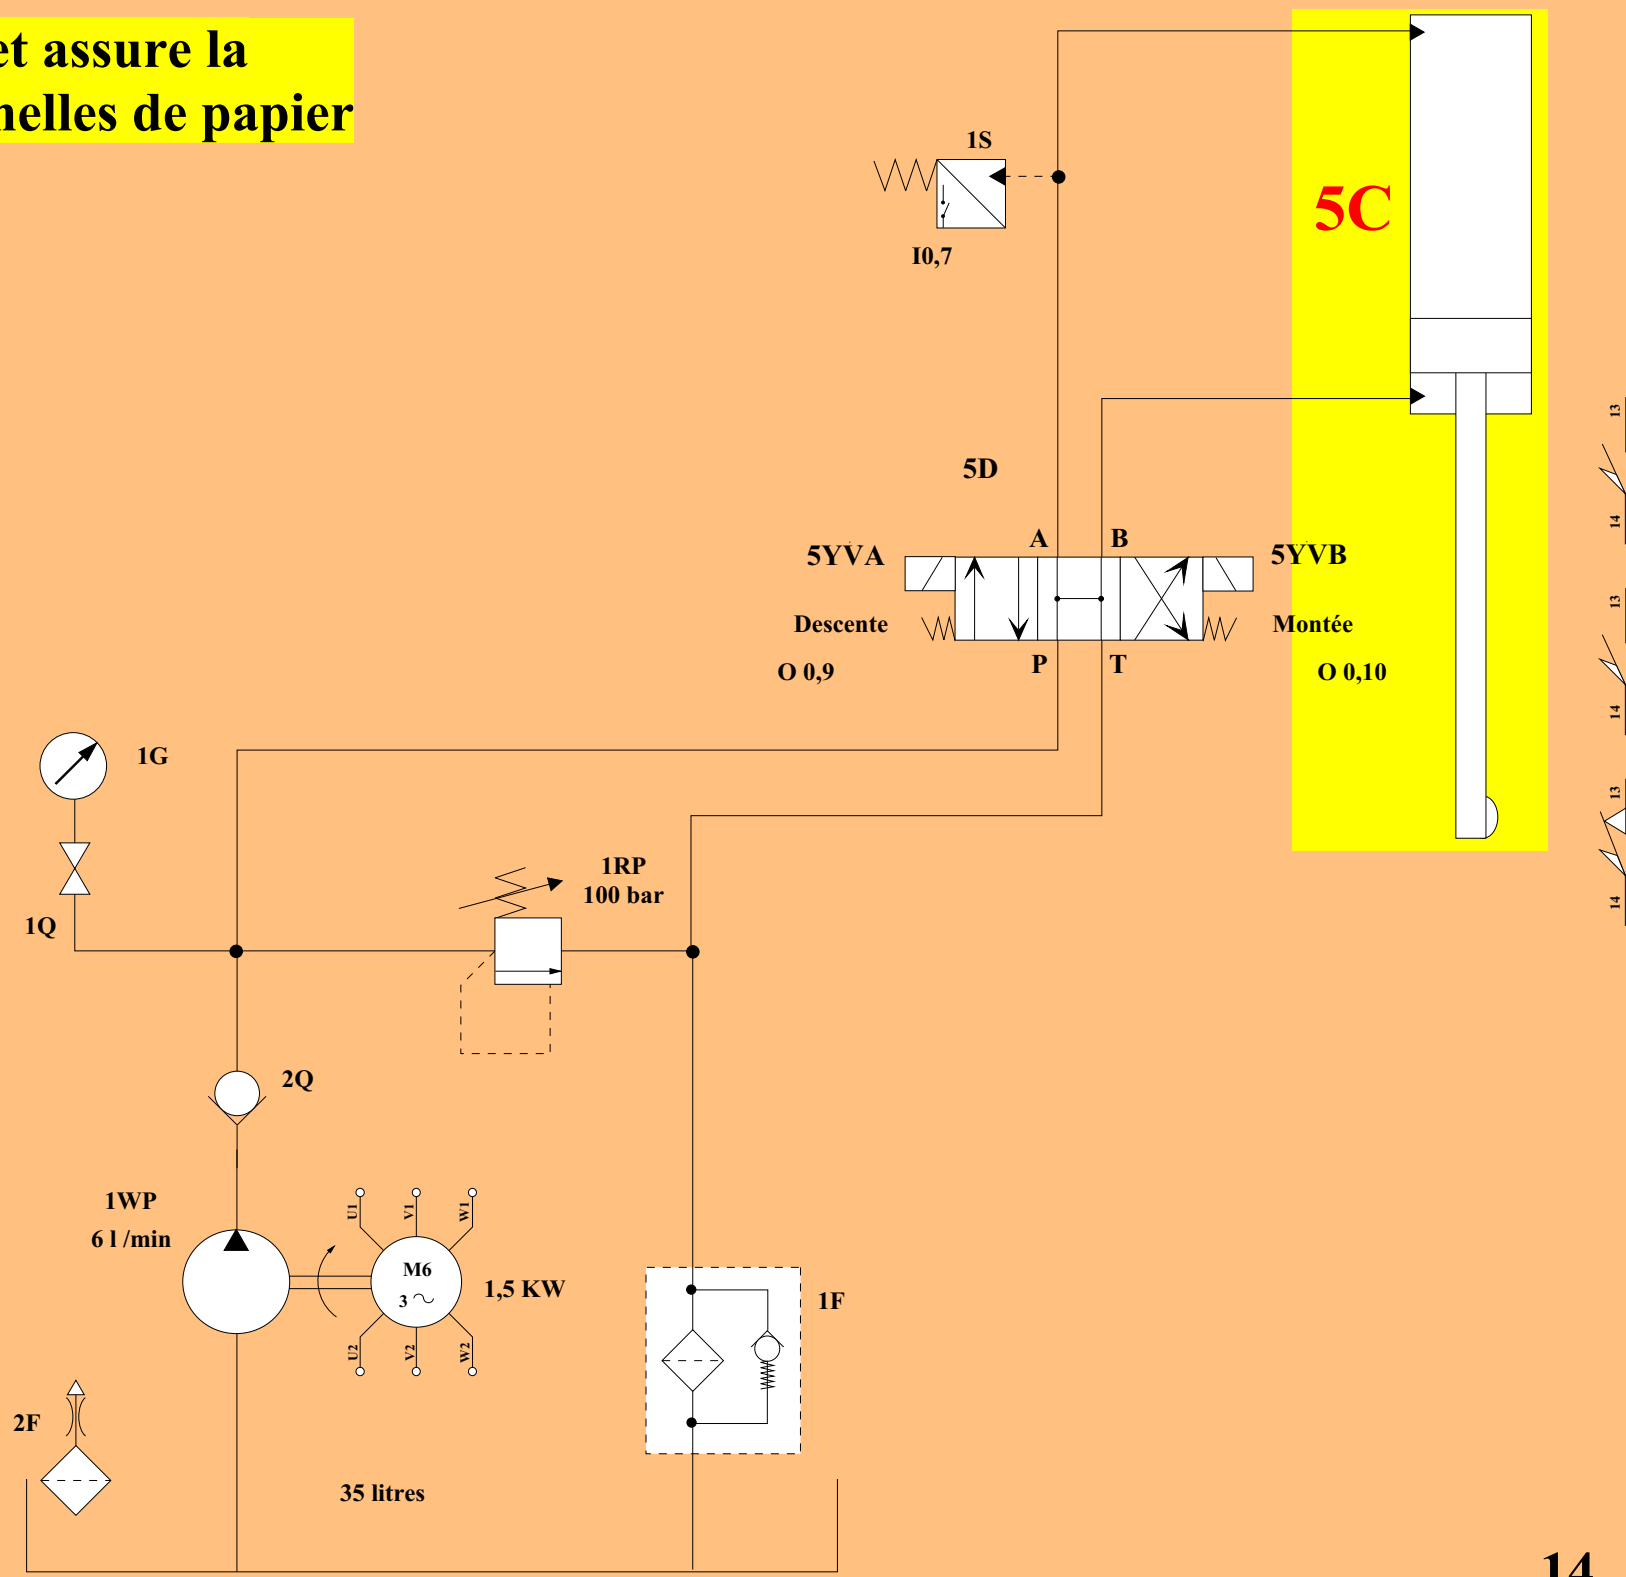 et assure la
nelles de papier
1S
I0,7
5C
5D
A
B
5YVA
5YVB
Descente
Montée
P
T
O 0,9
O 0,10
1G
1Q
1RP
100 bar
2Q
1WP
6 l /min
U1
V1
W1
M6
3
1,5 KW
U2
V2
W2
1F
2F
35 litres
13
14
13
14
13
14
14